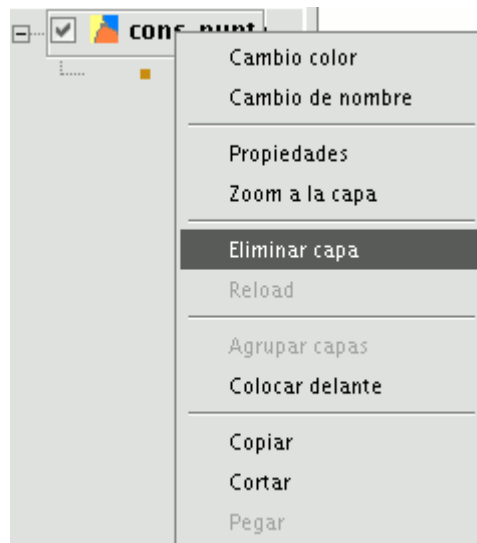 cons
Cambio color
Cambio de nombre
Propiedades
Zoom a la capa
Eliminar capa
Reload
Agrupar capas
Colocar delante
Copiar
Cortar
Pegar